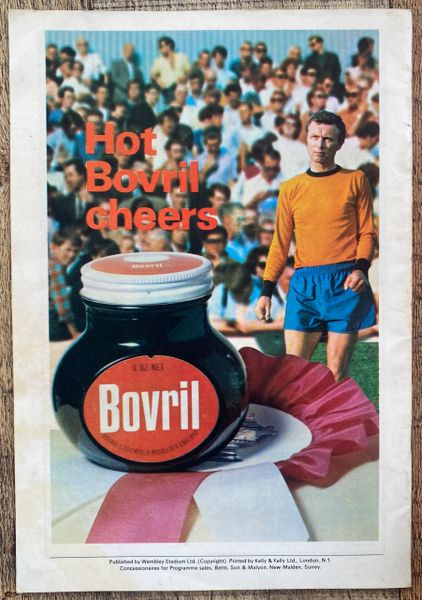 Hot
Bovril
cheers
Bovril
8 OZ NET
Bovril
Published by Wembley Stadium Ltd. (Copyright). Printed by Kelly & Kelly Ltd., London, N.1.
Concessionaires for Programme sales, Betts, Son & Malyon, New Malden, Surrey.